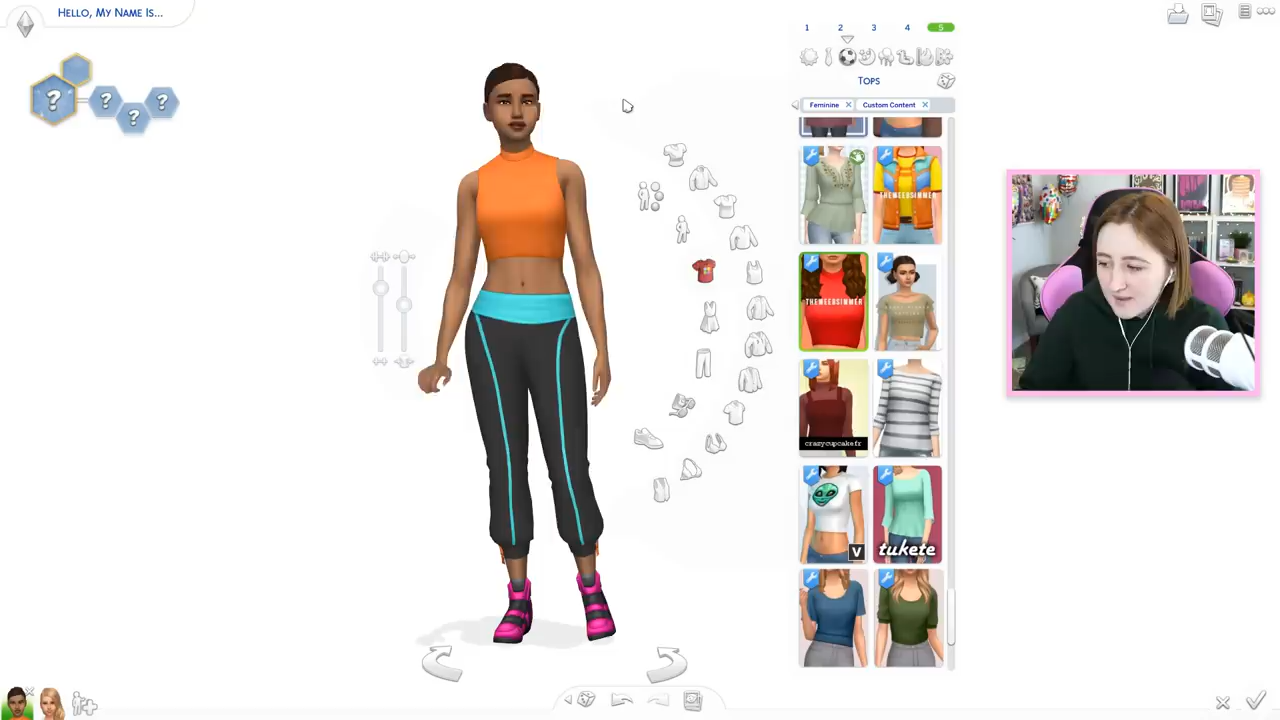 Hello, My Name Is...
1 2 3 4 5
Tops
Feminine
Custom Content
THEWEEBSIMMER
THEWEEBSIMMER
crazycupcakefr
V
tukete